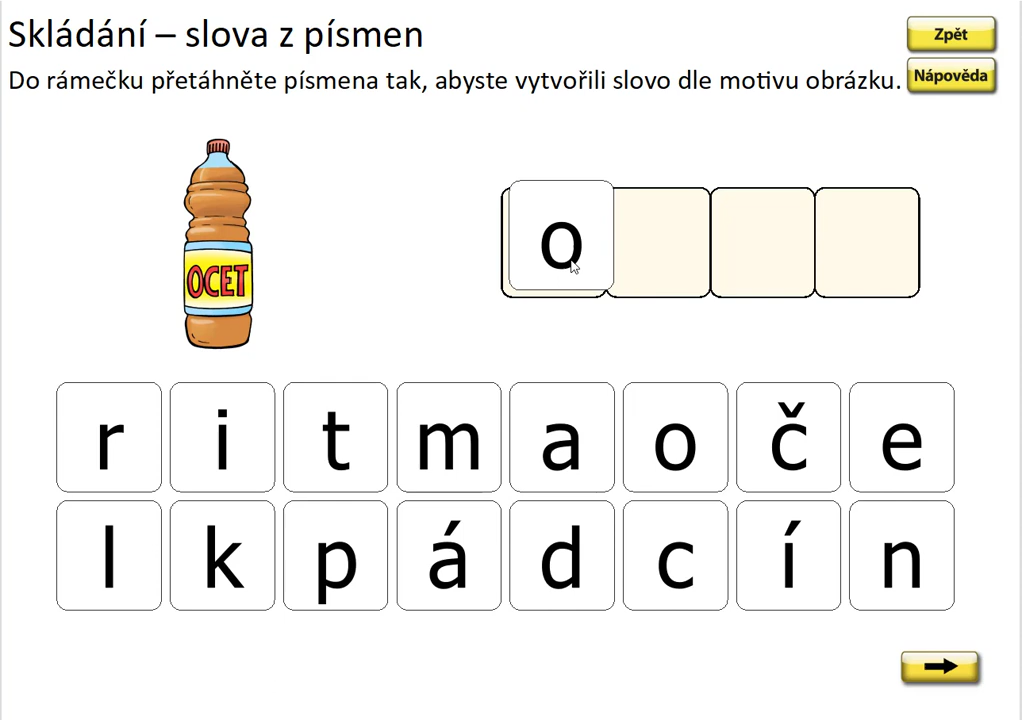 Skládání – slova z písmen
Zpět
Do rámečku přetáhněte písmena tak, abyste vytvořili slovo dle motivu obrázku.
Nápověda
OCET
o
r i t m a o č e
l k p á d c í n